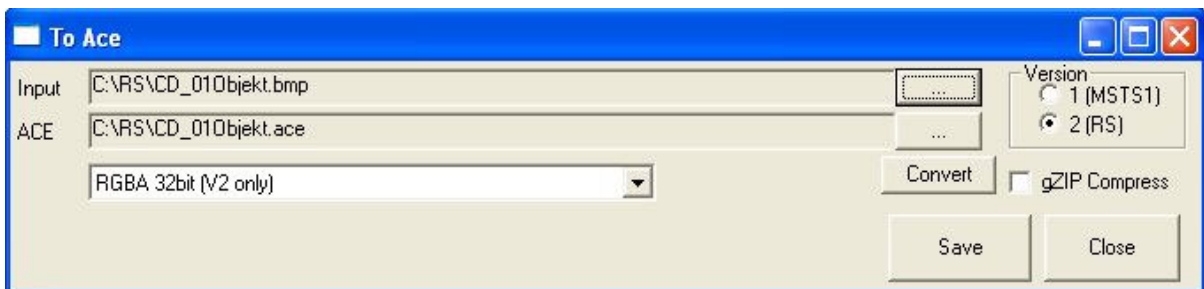 To Ace
Input C:\RS\CD_01Objekt.bmp ...
Version
1 (MSTS1)
ACE C:\RS\CD_01Objekt.ace ...
2 (RS)
RGBA 32bit (V2 only)
Convert
gZIP Compress
Save
Close